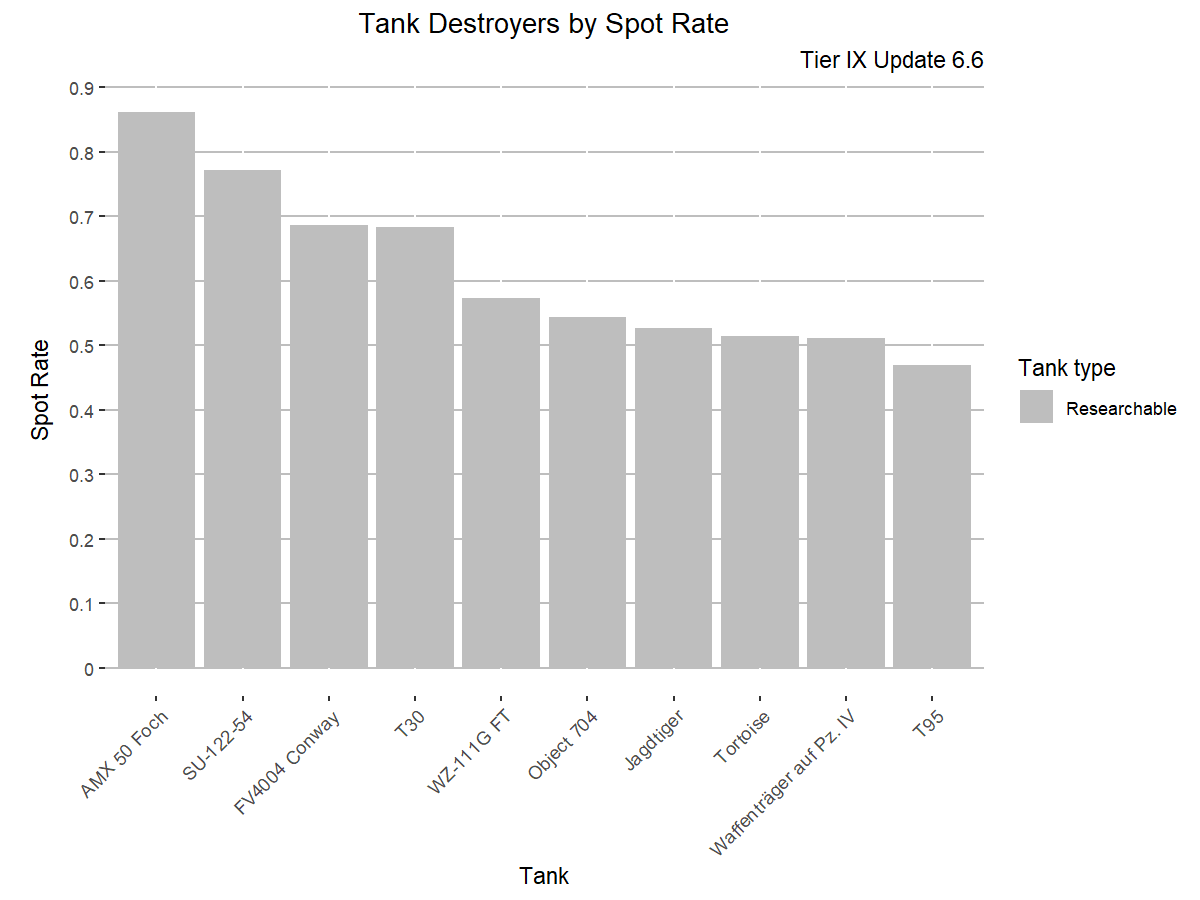 Tank Destroyers by Spot Rate
Tier IX Update 6.6
0.9
0.8
0.7
0.6
0.5
0.4
0.3
0.2
0.1
0
Spot Rate
AMX 50 Foch
SU-122-54
FV4004 Conway
T30
WZ-111G FT
Object 704
Jagdtiger
Tortoise
Waffenträger auf Pz. IV
T95
Tank
Tank type
Researchable